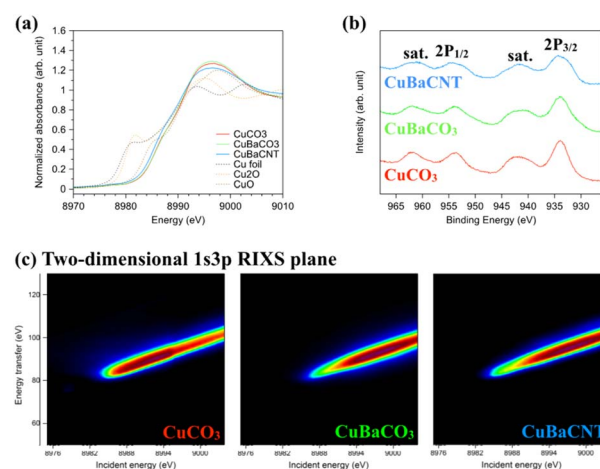 (a)
1.6
1.4
1.2
1.0
0.8
0.6
0.4
0.2
0
Normalized absorbance (arb. unit)
CuCO3
CuBaCO3
CuBaCNT
Cu foil
Cu2O
CuO
8970 8980 8990 9000 9010
Energy (eV)
(b)
Intensity (arb. unit)
sat. 2P1/2 sat. 2P3/2
CuBaCNT
CuBaCO3
CuCO3
965 960 955 950 945 940 935 930
Binding Energy (eV)
(c) Two-dimensional 1s3p RIXS plane
Energy transfer (eV)
120
100
80
60
CuCO3
CuBaCO3
CuBaCNT
8976 8982 8988 8994 9000
8976 8982 8988 8994 9000
8976 8982 8988 8994 9000
Incident energy (eV)
Incident energy (eV)
Incident energy (eV)